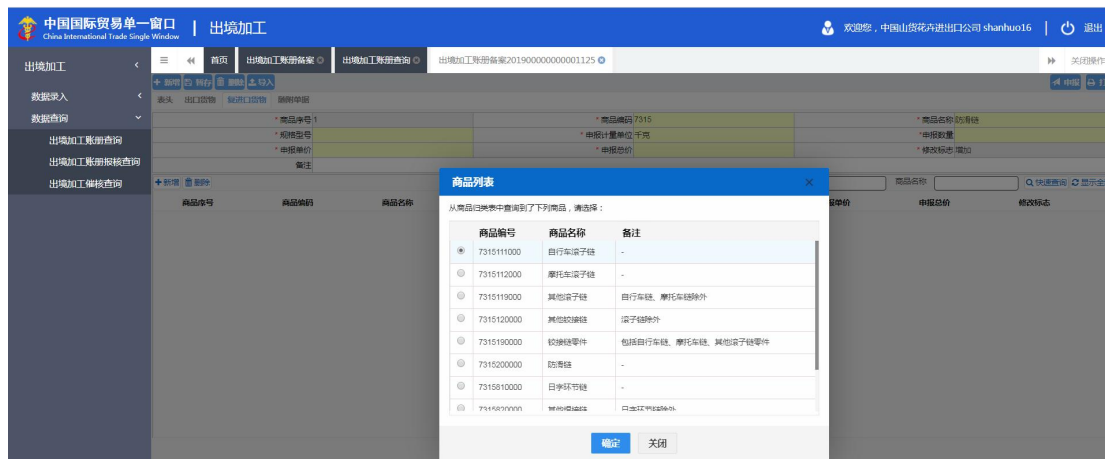 中国国际贸易单一窗口 | 出境加工
China International Trade Single Window
欢迎您，中国山货花卉进出口公司 shanhuo16 | 退出
出境加工
首页 出境加工账册备案 出境加工账册查询 出境加工账册备案201900000000001125 关闭操作
数据录入
数据查询
出境加工账册查询
出境加工账册报核查询
出境加工催核查询
+ 新增 暂存 删除 导入 申报
表头 出口货物 复进口货物 随附单据
* 商品序号 1 * 商品编码 7315 * 商品名称 防滑链
* 规格型号 * 申报计量单位 千克 *申报数量
* 申报单价 * 申报总价 * 修改标志 增加
备注
+ 新增 删除 商品名称 快速查询
商品序号 商品编码 商品名称 申报总价 修改标志
商品列表 ×
从商品归类表中查询到了下列商品，请选择：
商品编号 商品名称 备注
7315111000 自行车滚子链 -
7315112000 摩托车滚子链 -
7315119000 其他滚子链 自行车链、摩托车链除外
7315120000 其他铰接链 滚子链除外
7315190000 铰接链零件 包括自行车链、摩托车链、其他滚子链零件
7315200000 防滑链 -
7315810000 日字环节链 -
7315820000 其他焊接链 日字环节链除外
确定 关闭